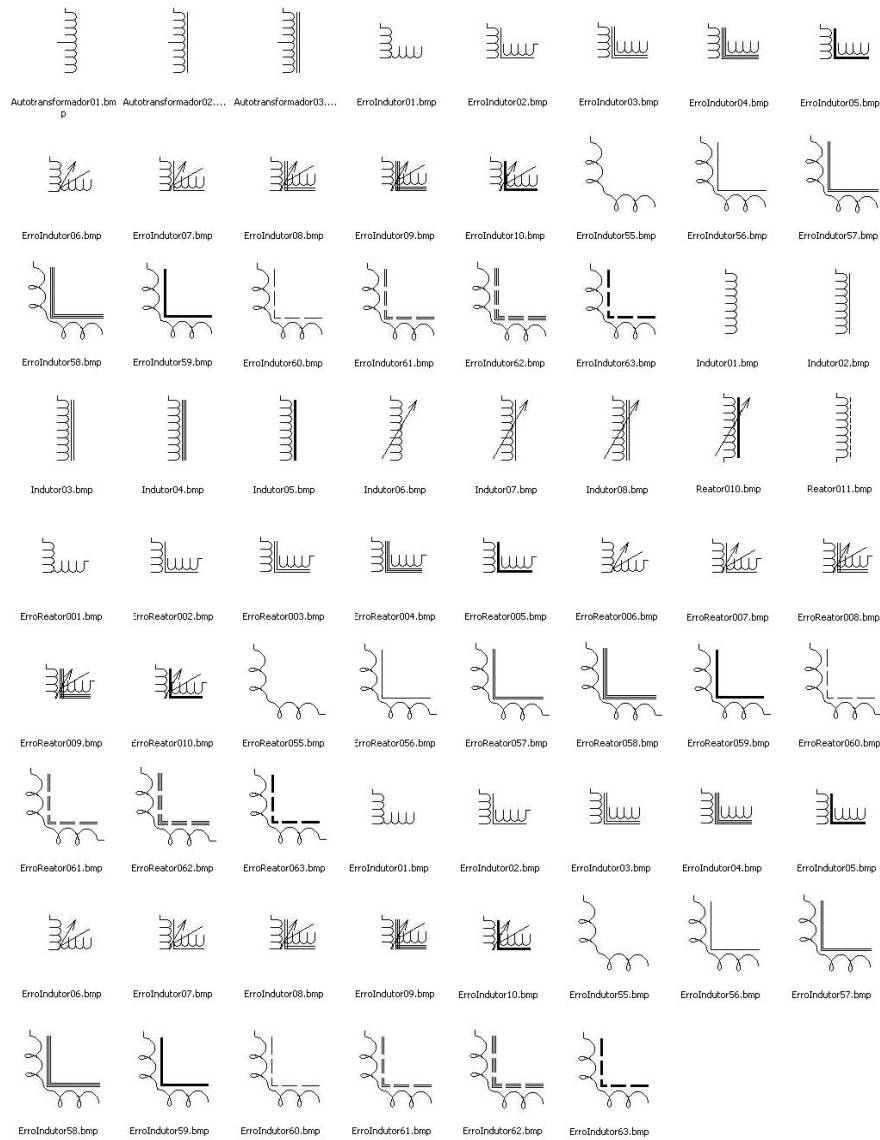 Autotransformador01.bm
p
Autotransformador02....
Autotransformador03....
ErroIndutor01.bmp
ErroIndutor02.bmp
ErroIndutor03.bmp
ErroIndutor04.bmp
ErroIndutor05.bmp
ErroIndutor06.bmp
ErroIndutor07.bmp
ErroIndutor08.bmp
ErroIndutor09.bmp
ErroIndutor10.bmp
ErroIndutor55.bmp
ErroIndutor56.bmp
ErroIndutor57.bmp
ErroIndutor58.bmp
ErroIndutor59.bmp
ErroIndutor60.bmp
ErroIndutor61.bmp
ErroIndutor62.bmp
ErroIndutor63.bmp
Indutor01.bmp
Indutor02.bmp
Indutor03.bmp
Indutor04.bmp
Indutor05.bmp
Indutor06.bmp
Indutor07.bmp
Indutor08.bmp
Reator010.bmp
Reator011.bmp
ErroReator001.bmp
ErroReator002.bmp
ErroReator003.bmp
ErroReator004.bmp
ErroReator005.bmp
ErroReator006.bmp
ErroReator007.bmp
ErroReator008.bmp
ErroReator009.bmp
ErroReator010.bmp
ErroReator055.bmp
ErroReator056.bmp
ErroReator057.bmp
ErroReator058.bmp
ErroReator059.bmp
ErroReator060.bmp
ErroReator061.bmp
ErroReator062.bmp
ErroReator063.bmp
ErroIndutor01.bmp
ErroIndutor02.bmp
ErroIndutor03.bmp
ErroIndutor04.bmp
ErroIndutor05.bmp
ErroIndutor06.bmp
ErroIndutor07.bmp
ErroIndutor08.bmp
ErroIndutor09.bmp
ErroIndutor10.bmp
ErroIndutor55.bmp
ErroIndutor56.bmp
ErroIndutor57.bmp
ErroIndutor58.bmp
ErroIndutor59.bmp
ErroIndutor60.bmp
ErroIndutor61.bmp
ErroIndutor62.bmp
ErroIndutor63.bmp